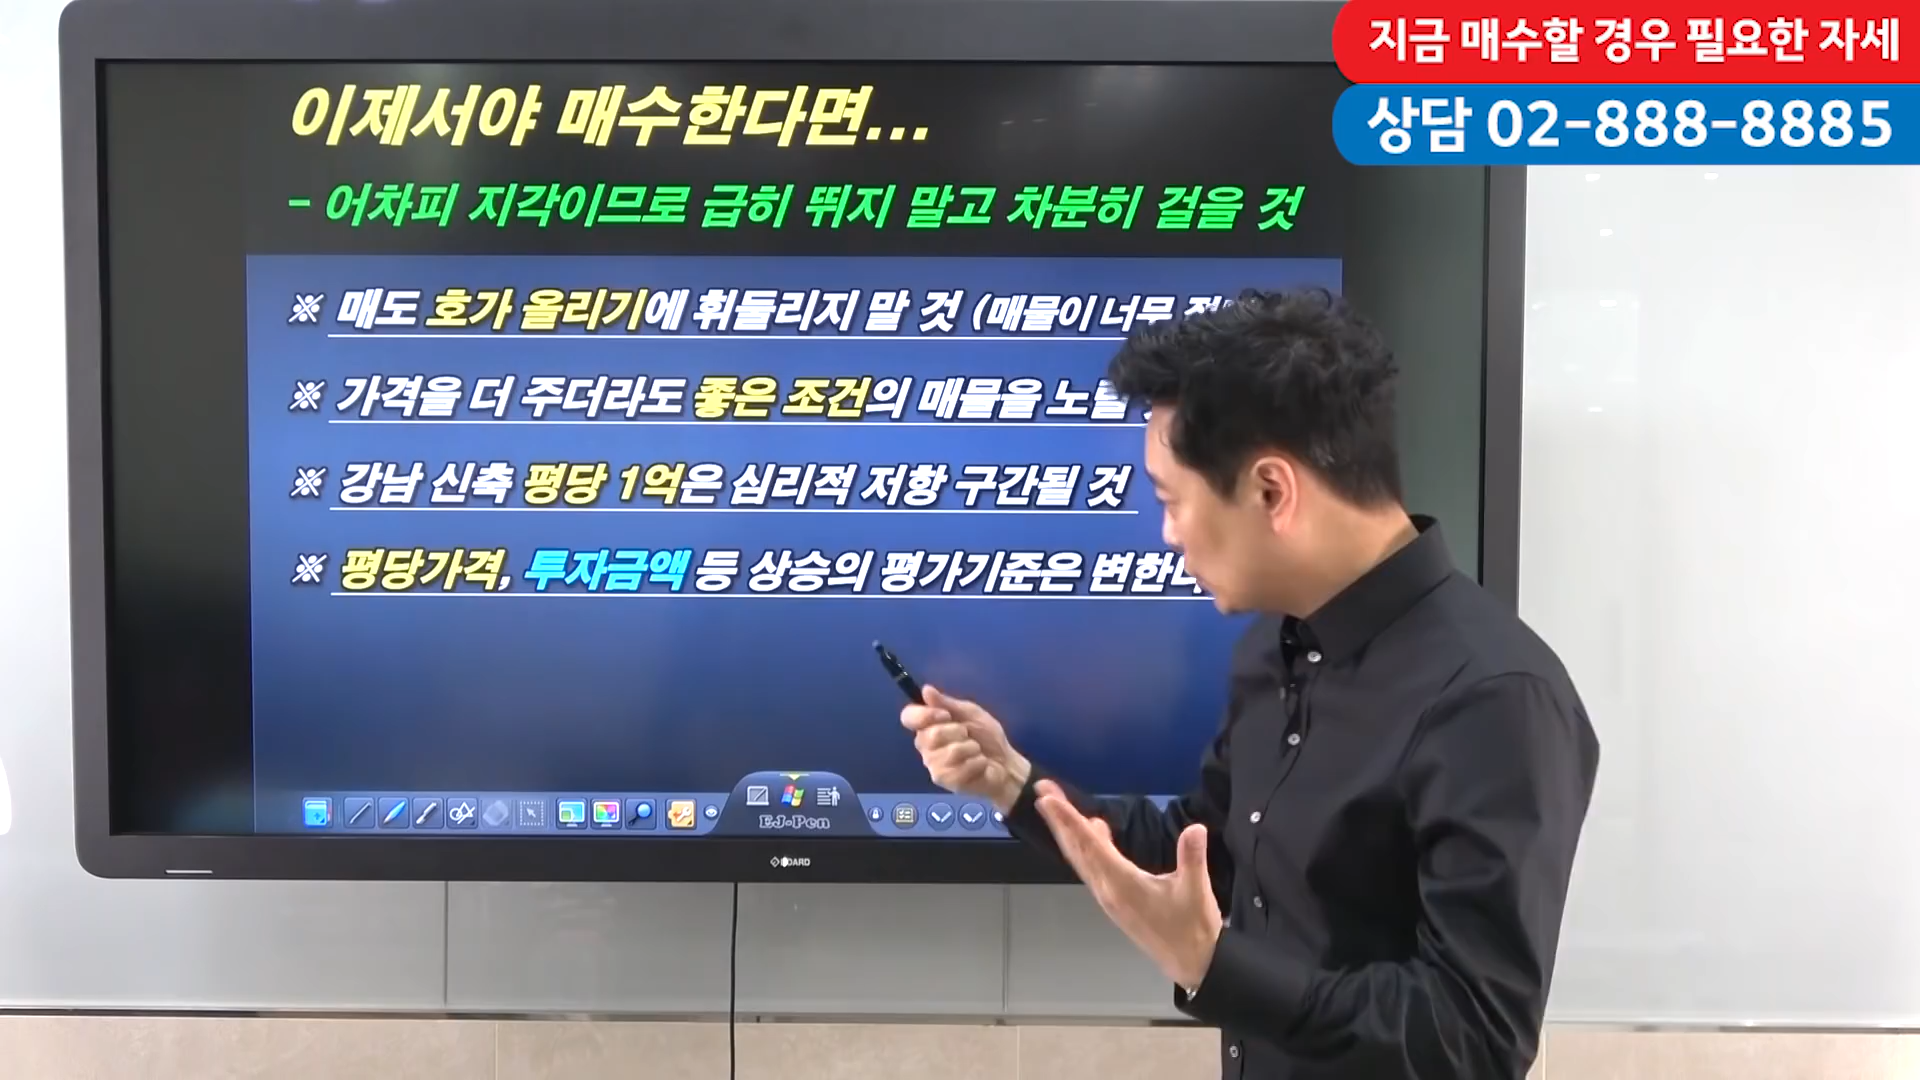 지금 매수할 경우 필요한 자세
상담 02-888-8885
이제서야 매수한다면...
- 어차피 지각이므로 급히 뛰지 말고 차분히 걸을 것
※ 매도 호가 올리기에 휘둘리지 말 것 (매물이 너무
※ 가격을 더 주더라도 좋은 조건의 매물을 노릴
※ 강남 신축 평당 1억은 심리적 저항 구간될 것
※ 평당가격, 투자금액 등 상승의 평가기준은 변한다
EJ-Pen